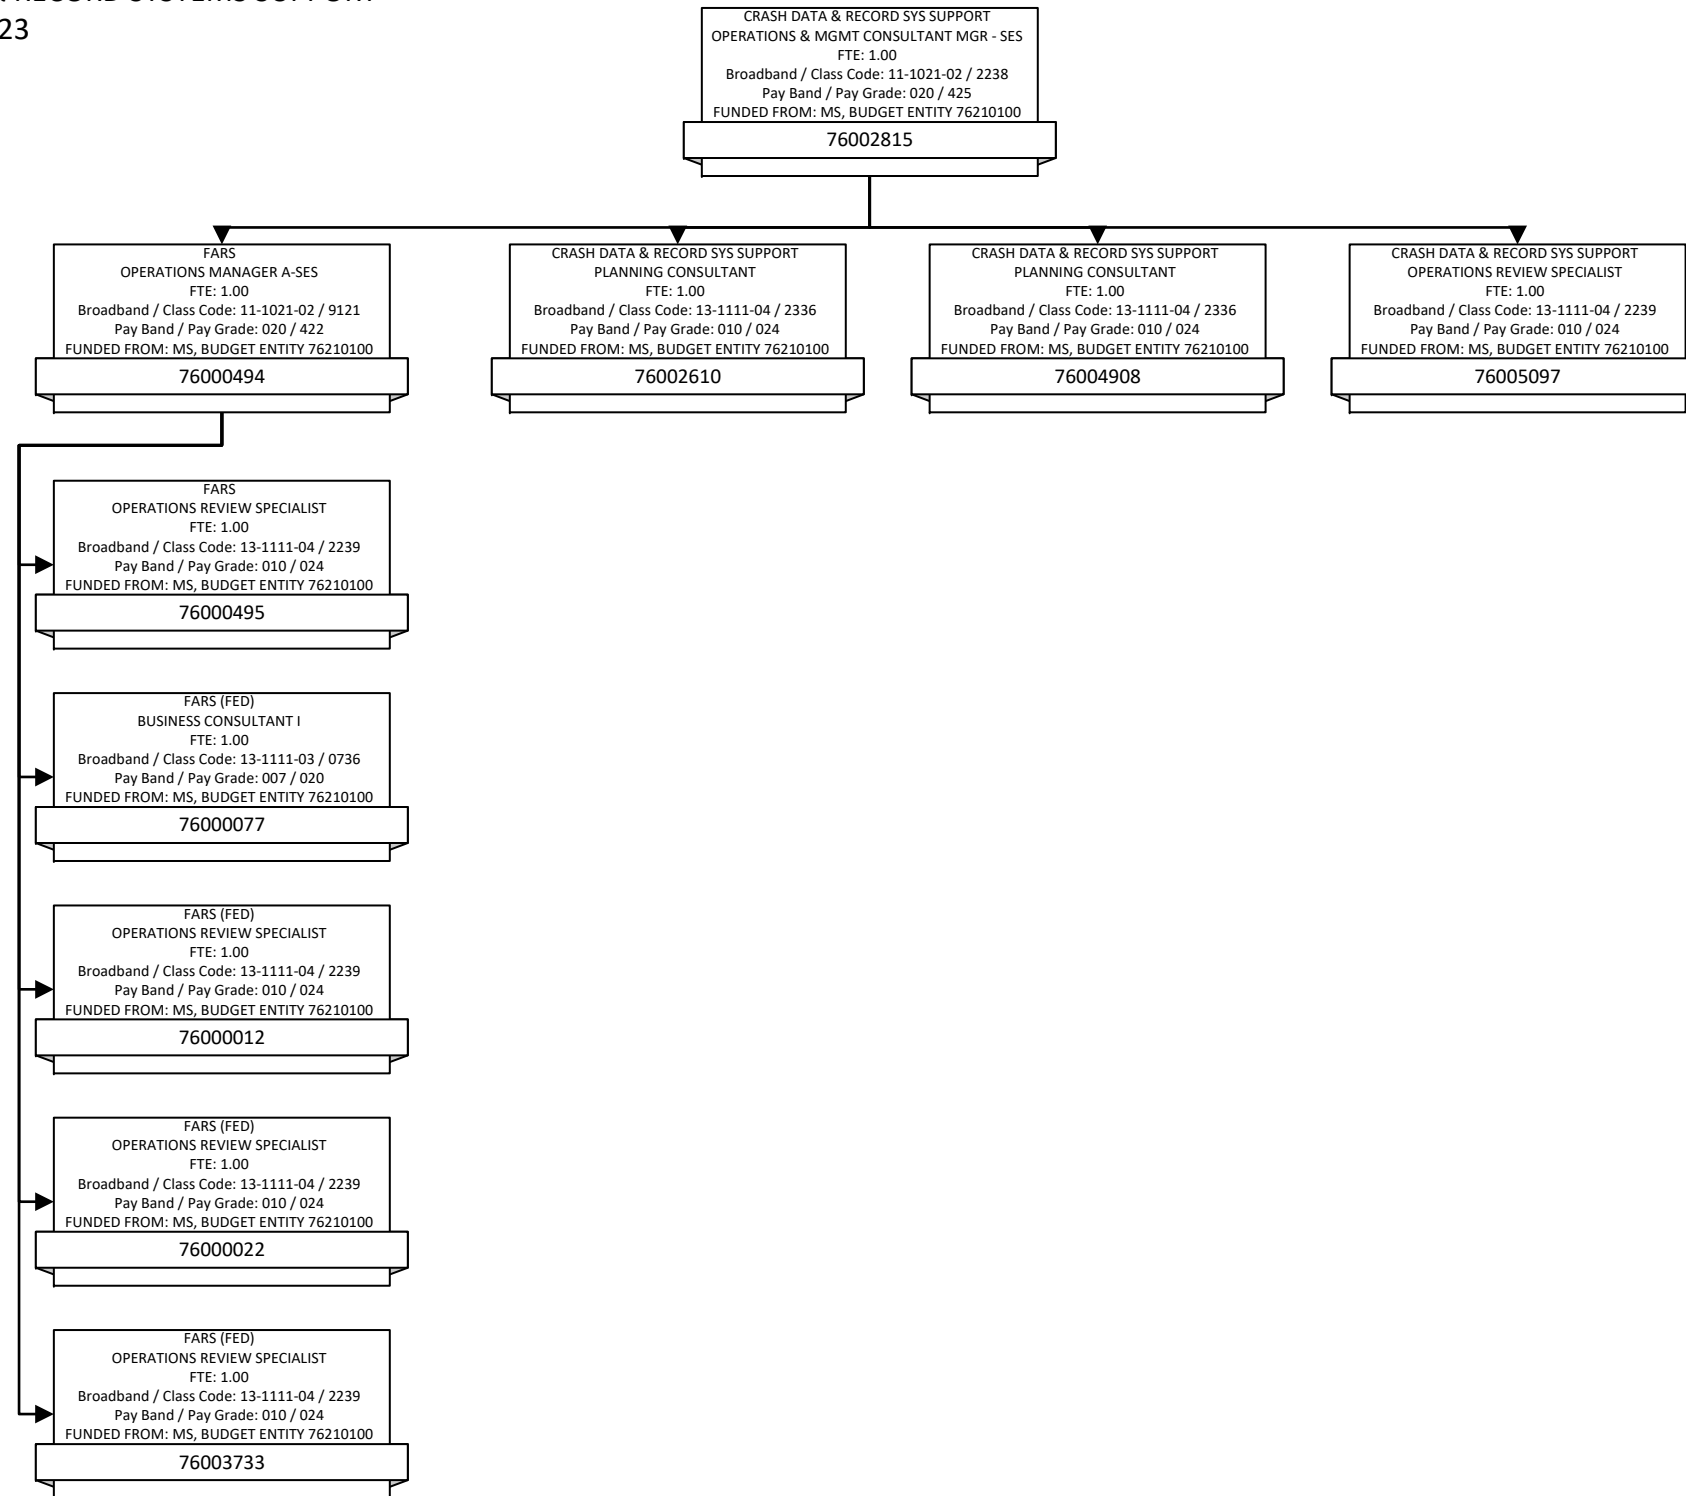 RECORD SYSTEMS SUPPORT
23
CRASH DATA & RECORD SYS SUPPORT
OPERATIONS & MGMT CONSULTANT MGR - SES
FTE: 1.00
Broadband / Class Code: 11-1021-02 / 2238
Pay Band / Pay Grade: 020 / 425
FUNDED FROM: MS, BUDGET ENTITY 76210100
76002815
FARS
OPERATIONS MANAGER A-SES
FTE: 1.00
Broadband / Class Code: 11-1021-02 / 9121
Pay Band / Pay Grade: 020 / 422
FUNDED FROM: MS, BUDGET ENTITY 76210100
76000494
CRASH DATA & RECORD SYS SUPPORT
PLANNING CONSULTANT
FTE: 1.00
Broadband / Class Code: 13-1111-04 / 2336
Pay Band / Pay Grade: 010 / 024
FUNDED FROM: MS, BUDGET ENTITY 76210100
76002610
CRASH DATA & RECORD SYS SUPPORT
PLANNING CONSULTANT
FTE: 1.00
Broadband / Class Code: 13-1111-04 / 2336
Pay Band / Pay Grade: 010 / 024
FUNDED FROM: MS, BUDGET ENTITY 76210100
76004908
CRASH DATA & RECORD SYS SUPPORT
OPERATIONS REVIEW SPECIALIST
FTE: 1.00
Broadband / Class Code: 13-1111-04 / 2239
Pay Band / Pay Grade: 010 / 024
FUNDED FROM: MS, BUDGET ENTITY 76210100
76005097
FARS
OPERATIONS REVIEW SPECIALIST
FTE: 1.00
Broadband / Class Code: 13-1111-04 / 2239
Pay Band / Pay Grade: 010 / 024
FUNDED FROM: MS, BUDGET ENTITY 76210100
76000495
FARS (FED)
BUSINESS CONSULTANT I
FTE: 1.00
Broadband / Class Code: 13-1111-03 / 0736
Pay Band / Pay Grade: 007 / 020
FUNDED FROM: MS, BUDGET ENTITY 76210100
76000077
FARS (FED)
OPERATIONS REVIEW SPECIALIST
FTE: 1.00
Broadband / Class Code: 13-1111-04 / 2239
Pay Band / Pay Grade: 010 / 024
FUNDED FROM: MS, BUDGET ENTITY 76210100
76000012
FARS (FED)
OPERATIONS REVIEW SPECIALIST
FTE: 1.00
Broadband / Class Code: 13-1111-04 / 2239
Pay Band / Pay Grade: 010 / 024
FUNDED FROM: MS, BUDGET ENTITY 76210100
76000022
FARS (FED)
OPERATIONS REVIEW SPECIALIST
FTE: 1.00
Broadband / Class Code: 13-1111-04 / 2239
Pay Band / Pay Grade: 010 / 024
FUNDED FROM: MS, BUDGET ENTITY 76210100
76003733